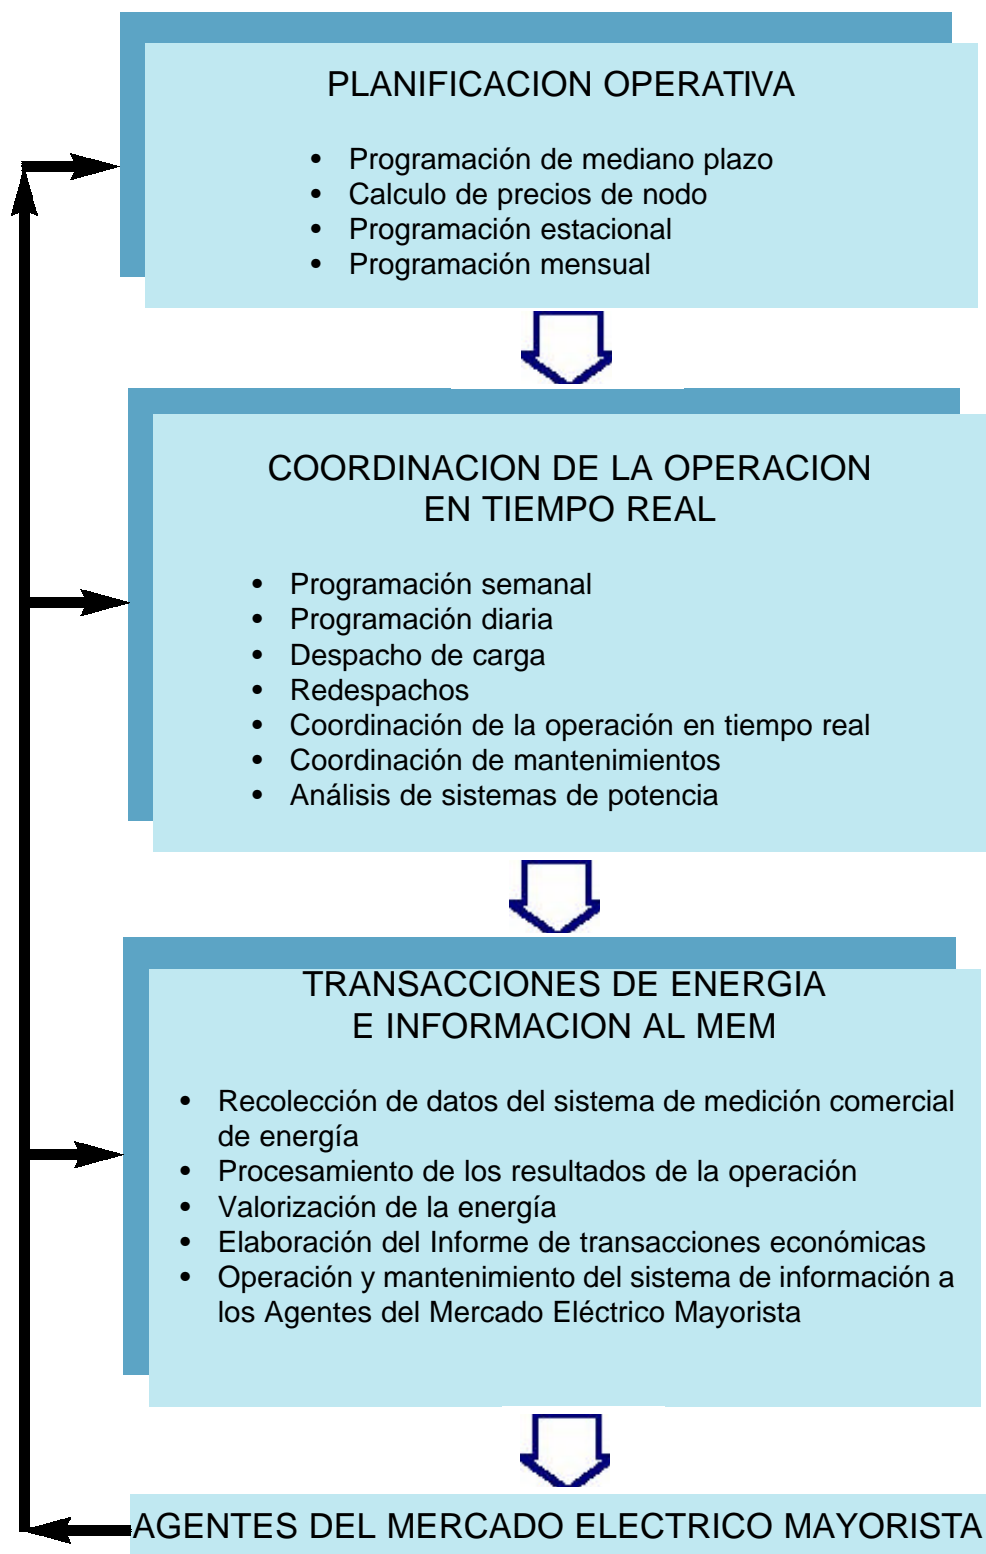 PLANIFICACION OPERATIVA
• Programación de mediano plazo
• Calculo de precios de nodo
• Programación estacional
• Programación mensual
COORDINACION DE LA OPERACION
EN TIEMPO REAL
• Programación semanal
• Programación diaria
• Despacho de carga
• Redespachos
• Coordinación de la operación en tiempo real
• Coordinación de mantenimientos
• Análisis de sistemas de potencia
TRANSACCIONES DE ENERGIA
E INFORMACION AL MEM
• Recolección de datos del sistema de medición comercial
de energía
• Procesamiento de los resultados de la operación
• Valorización de la energía
• Elaboración del Informe de transacciones económicas
• Operación y mantenimiento del sistema de información a
los Agentes del Mercado Eléctrico Mayorista
AGENTES DEL MERCADO ELECTRICO MAYORISTA